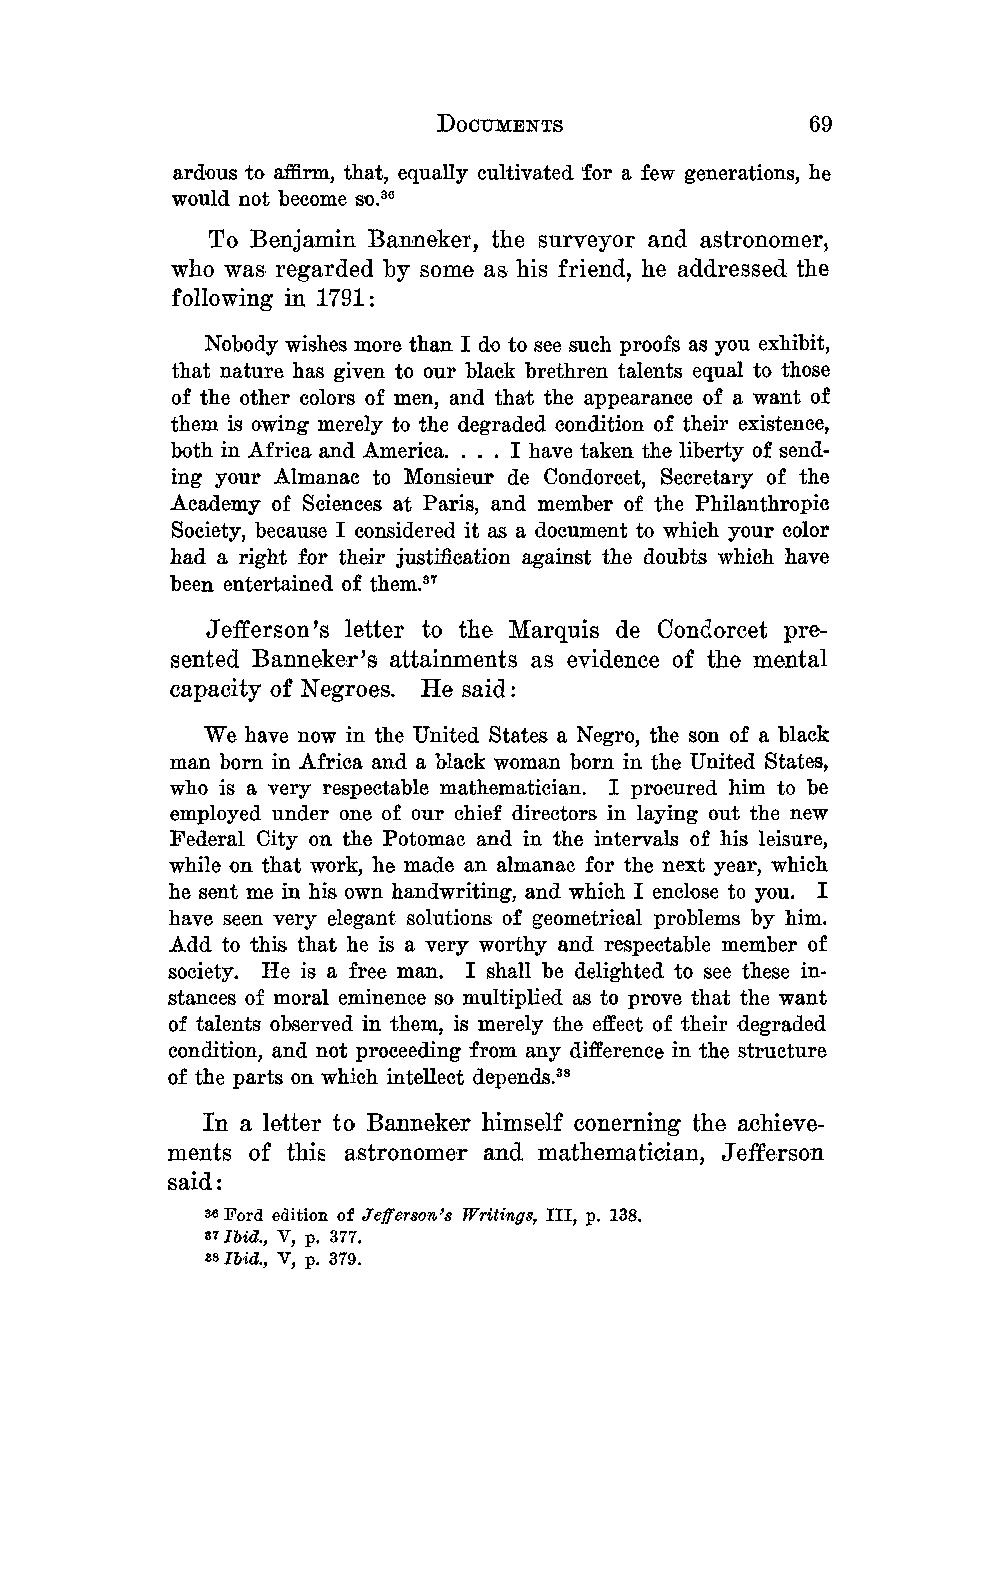 DOCUMENTS 69
ardous to affirm, that, equally cultivated for a few generations, he
would not become so.³⁶
To Benjamin Banneker, the surveyor and astronomer,
who was regarded by some as his friend, he addressed the
following in 1791:
Nobody wishes more than I do to see such proofs as you exhibit,
that nature has given to our black brethren talents equal to those
of the other colors of men, and that the appearance of a want of
them is owing merely to the degraded condition of their existence,
both in Africa and America. . . . I have taken the liberty of send-
ing your Almanac to Monsieur de Condorcet, Secretary of the
Academy of Sciences at Paris, and member of the Philanthropic
Society, because I considered it as a document to which your color
had a right for their justification against the doubts which have
been entertained of them.³⁷
Jefferson's letter to the Marquis de Condorcet pre-
sented Banneker's attainments as evidence of the mental
capacity of Negroes. He said:
We have now in the United States a Negro, the son of a black
man born in Africa and a black woman born in the United States,
who is a very respectable mathematician. I procured him to be
employed under one of our chief directors in laying out the new
Federal City on the Potomac and in the intervals of his leisure,
while on that work, he made an almanac for the next year, which
he sent me in his own handwriting, and which I enclose to you. I
have seen very elegant solutions of geometrical problems by him.
Add to this that he is a very worthy and respectable member of
society. He is a free man. I shall be delighted to see these in-
stances of moral eminence so multiplied as to prove that the want
of talents observed in them, is merely the effect of their degraded
condition, and not proceeding from any difference in the structure
of the parts on which intellect depends.³⁸
In a letter to Banneker himself conerning the achieve-
ments of this astronomer and mathematician, Jefferson
said:
³⁶ Ford edition of Jefferson's Writings, III, p. 138.
³⁷ Ibid., V, p. 377.
³⁸ Ibid., V, p. 379.